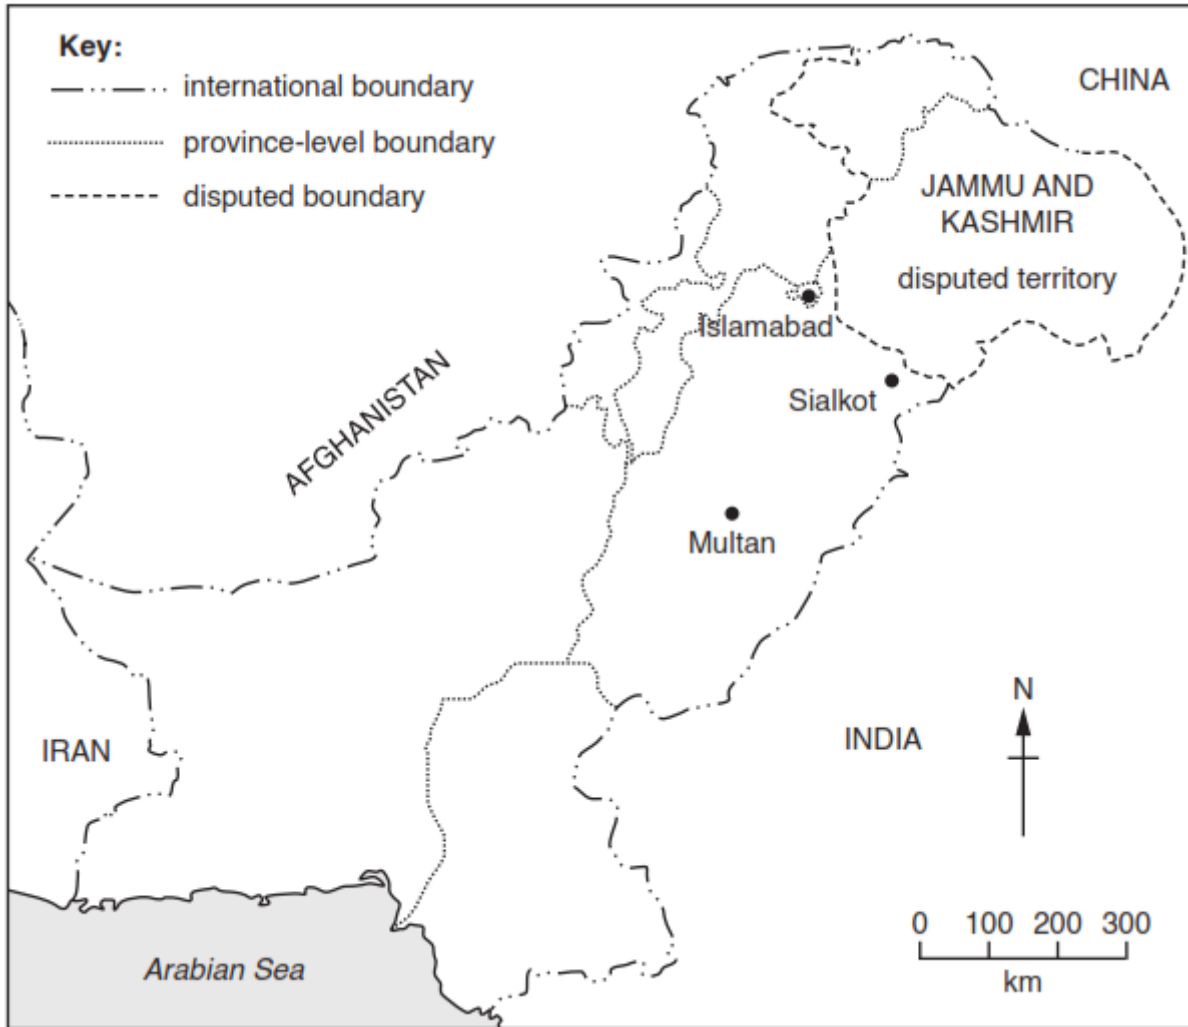 Key:
international boundary
province-level boundary
disputed boundary
CHINA
JAMMU AND
KASHMIR
disputed territory
Islamabad
AFGHANISTAN
Sialkot
Multan
N
IRAN
INDIA
0 100 200 300
km
Arabian Sea